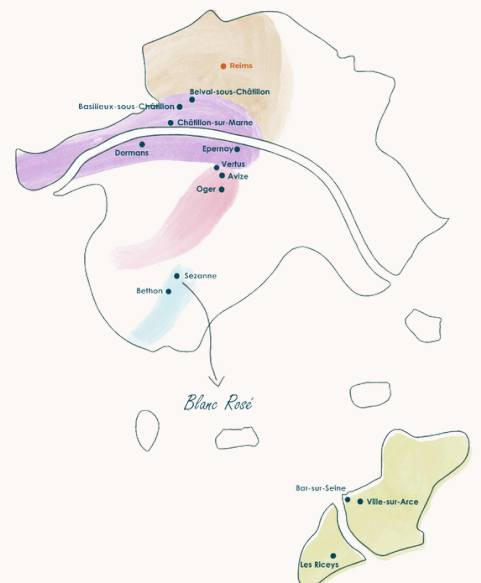 Reims
Belval-sous-Châtillon
Baslieux-sous-Châtillon
Châtillon-sur-Marne
Dormans
Epernay
Vertus
Avize
Oger
Sezanne
Bethon
Blanc Rosé
Bar-sur-Seine
Ville-sur-Arce
Les Riceys